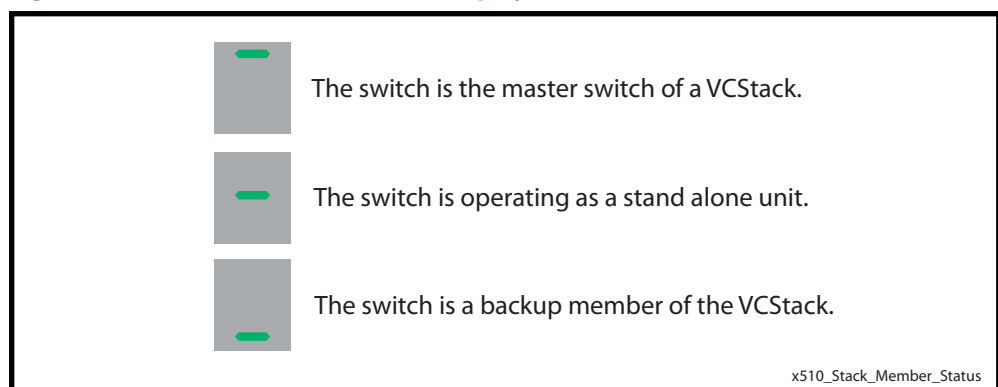 The switch is the master switch of a VCStack.
The switch is operating as a stand alone unit.
The switch is a backup member of the VCStack.
x510_Stack_Member_Status